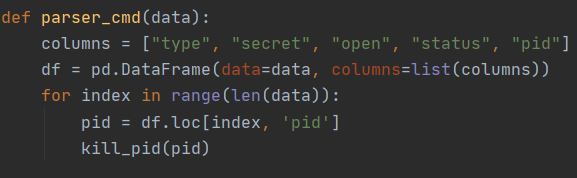 def parser_cmd(data):
    columns = ["type", "secret", "open", "status", "pid"]
    df = pd.DataFrame(data=data, columns=list(columns))
    for index in range(len(data)):
        pid = df.loc[index, 'pid']
        kill_pid(pid)